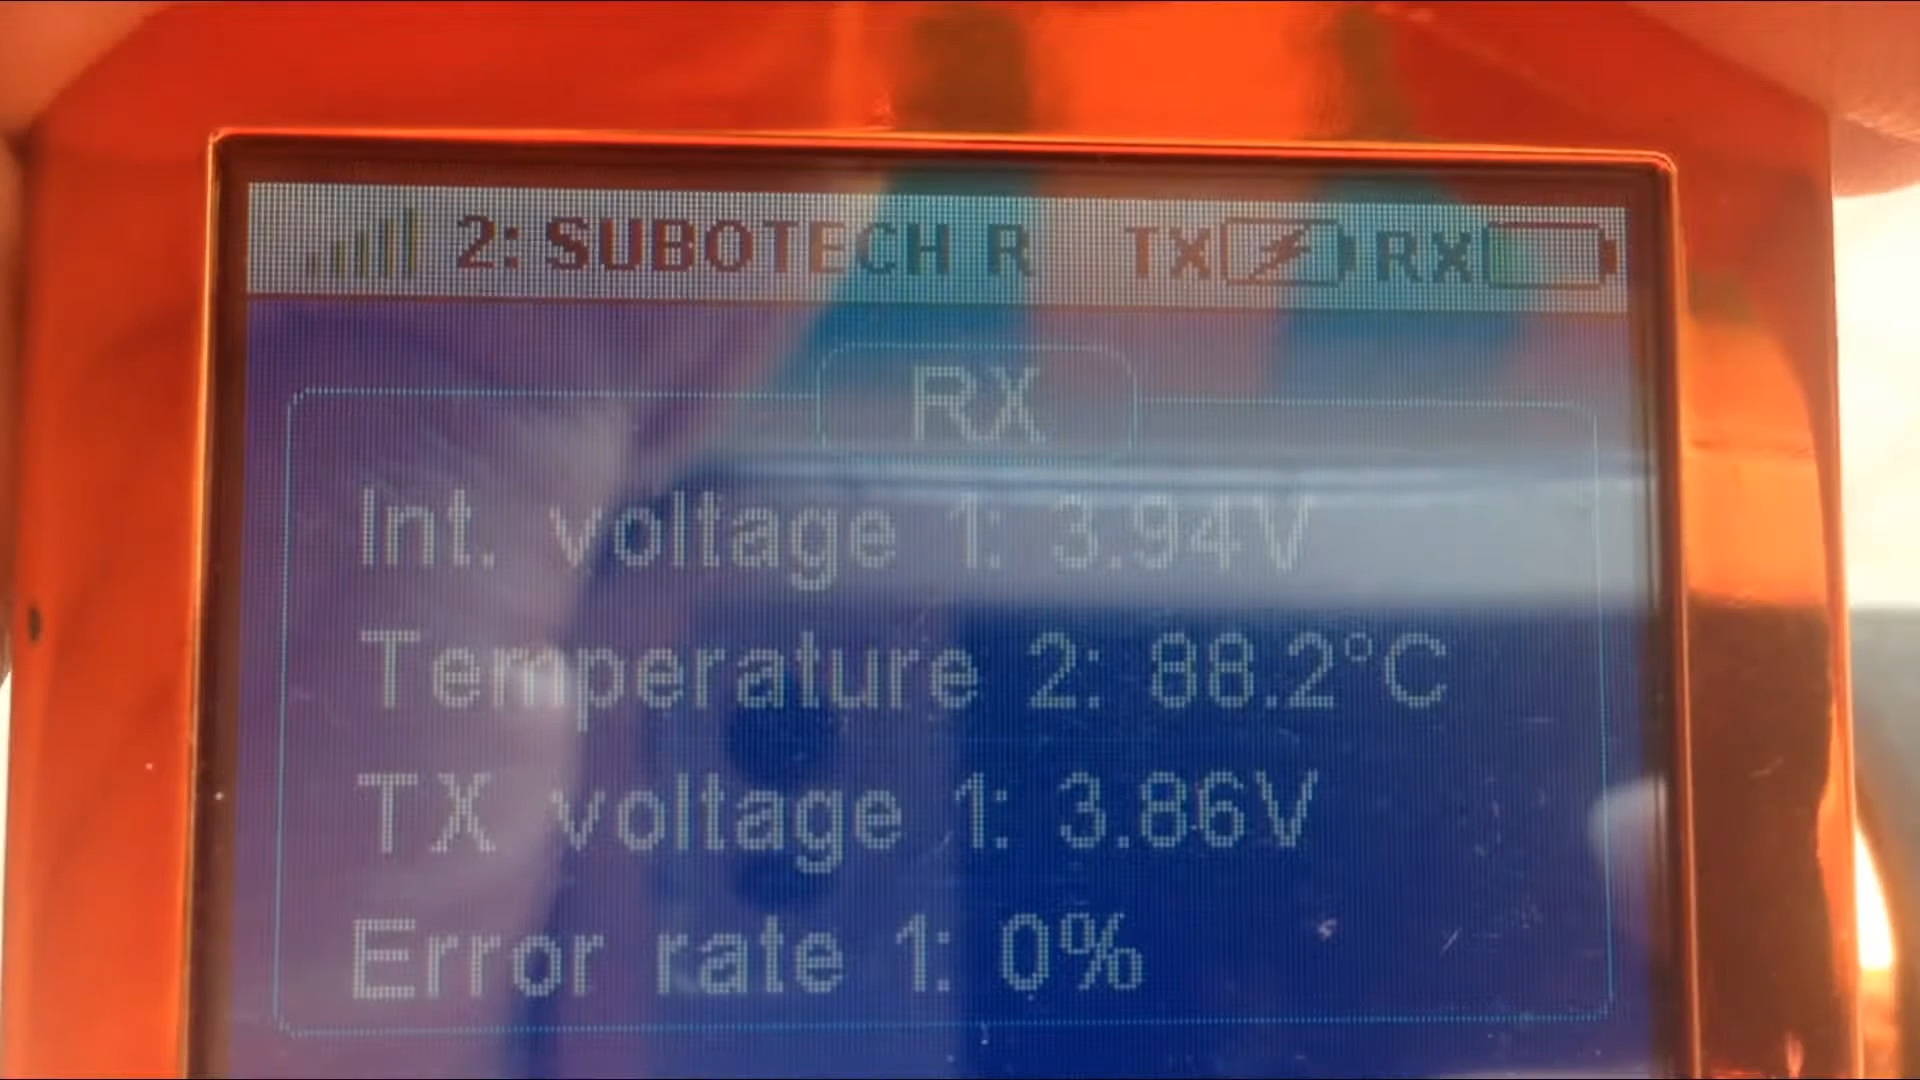 2: SUBOTECH R TX RX
RX
Int. voltage 1: 3.94V
Temperature 2: 88.2°C
TX voltage 1: 3.86V
Error rate 1: 0%